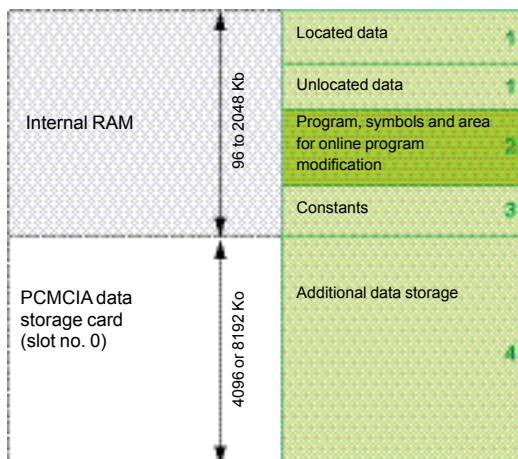 Located data 1
Unlocated data 1
Internal RAM
96 to 2048 Kb
Program, symbols and area
for online program
modification
2
Constants 3
PCMCIA data
storage card
(slot no. 0)
4096 or 8192 Ko
Additional data storage
4